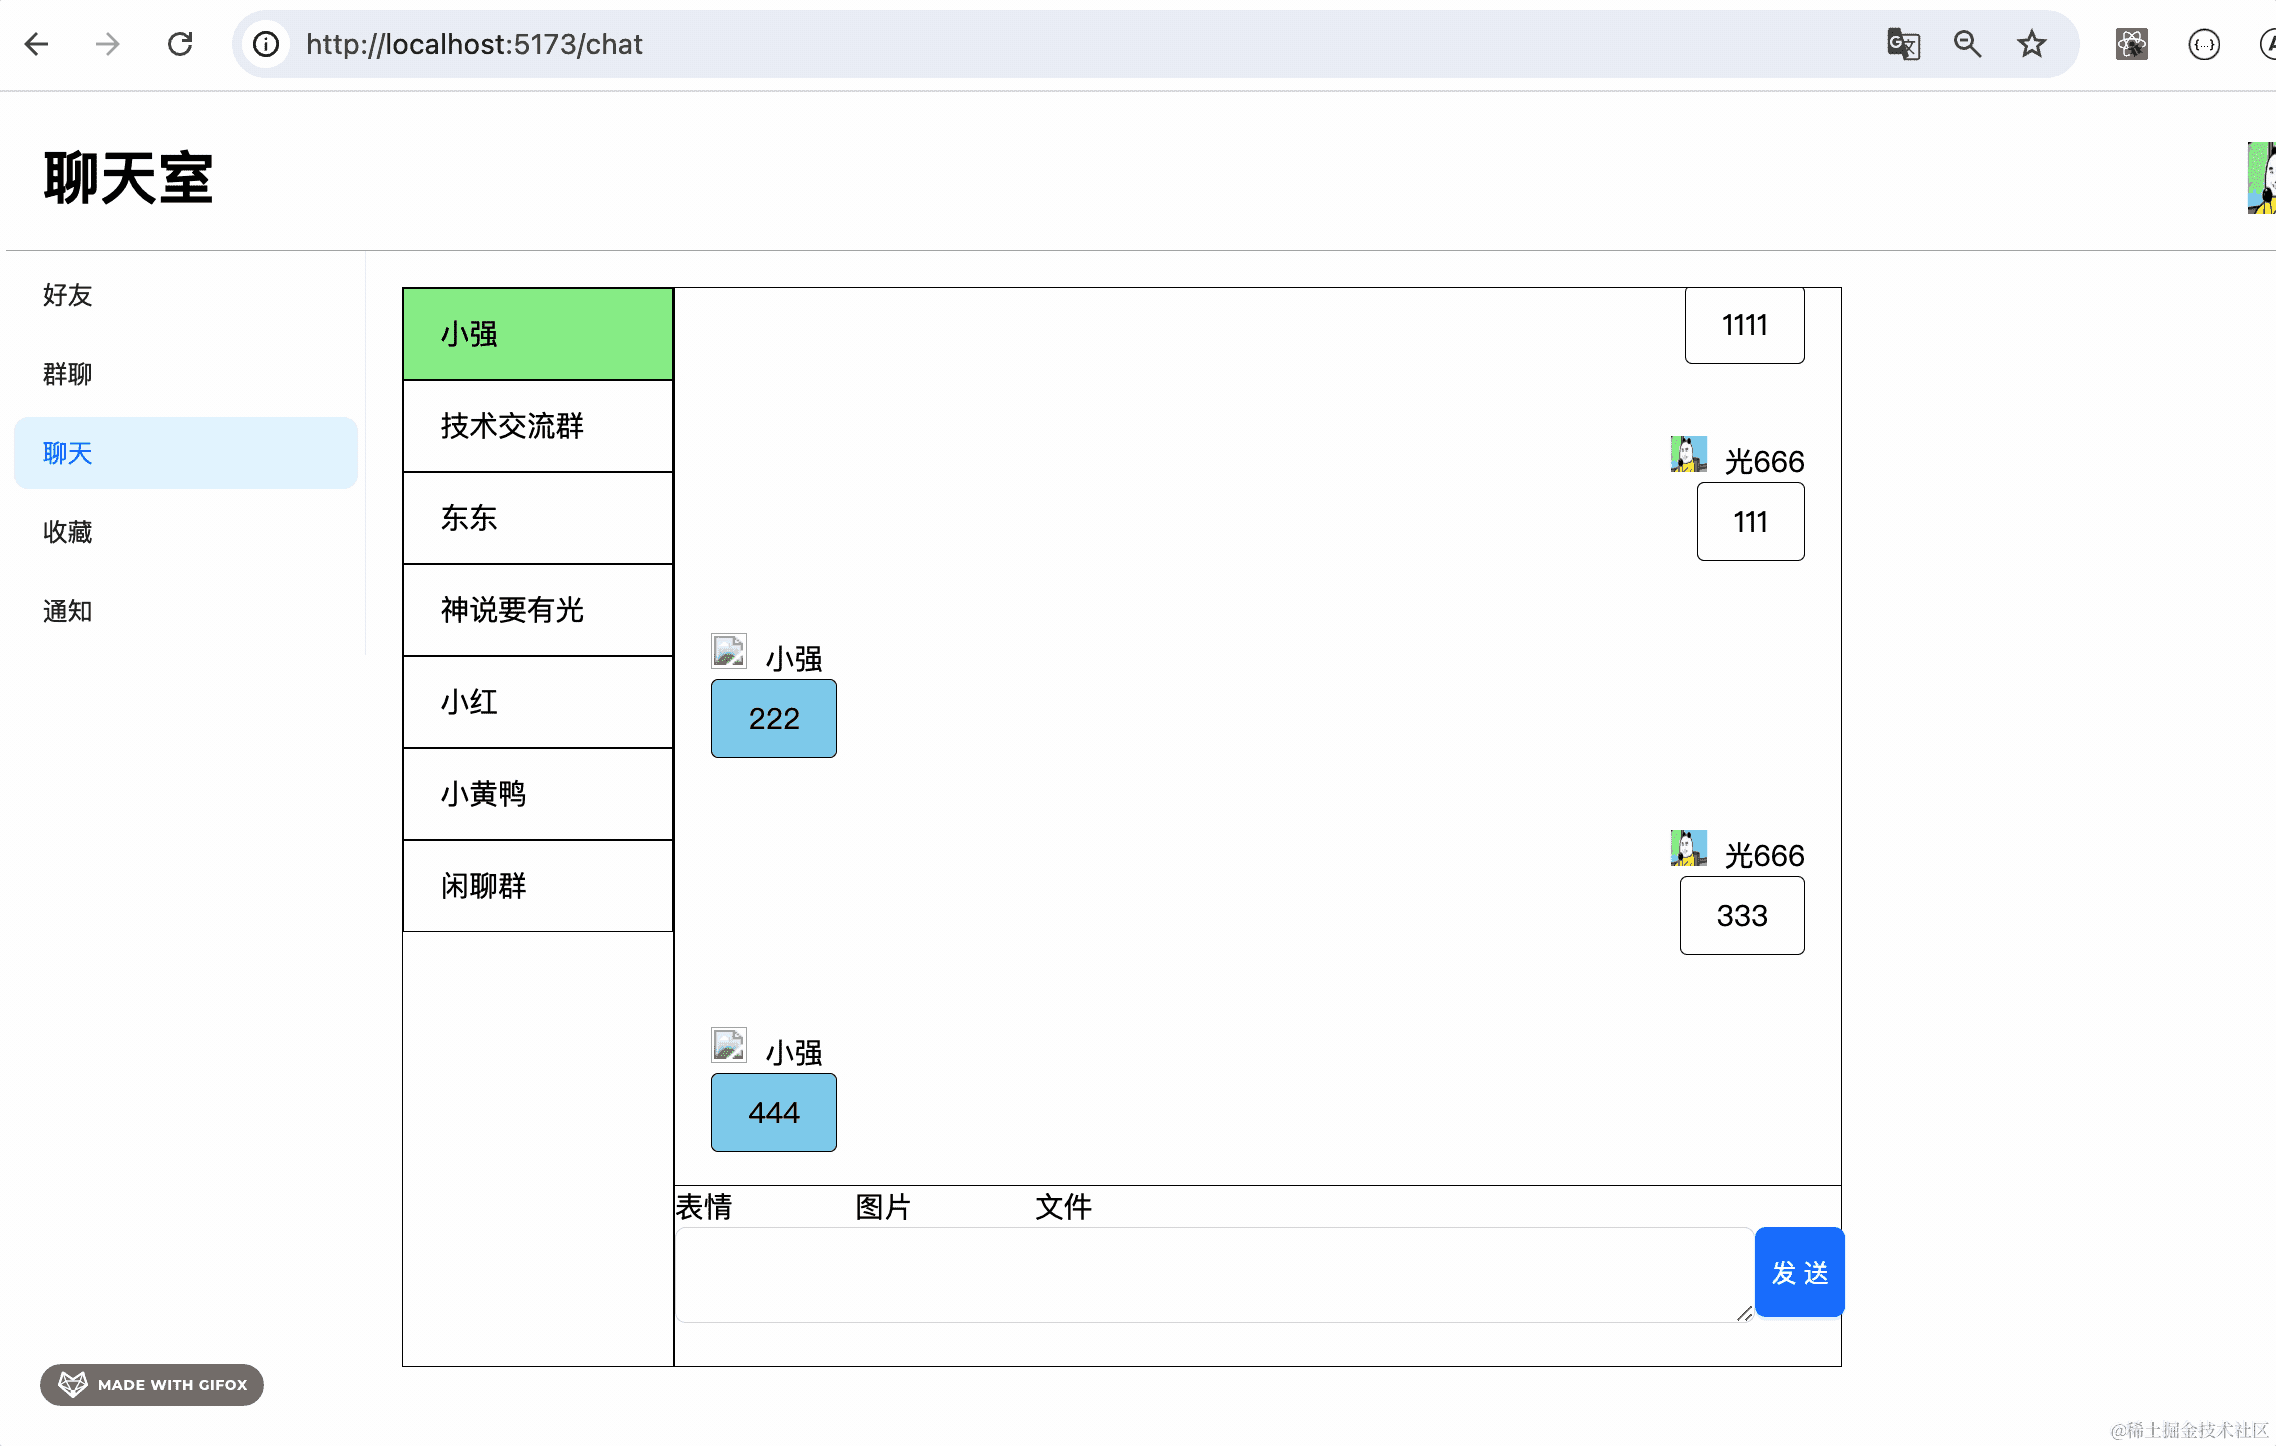 http://localhost:5173/chat
聊天室
好友
群聊
聊天
收藏
通知
小强
技术交流群
东东
神说要有光
小红
小黄鸭
闲聊群
1111
光666
111
小强
222
光666
333
小强
444
表情 图片 文件
发送
MADE WITH GIFOX
@稀土掘金技术社区